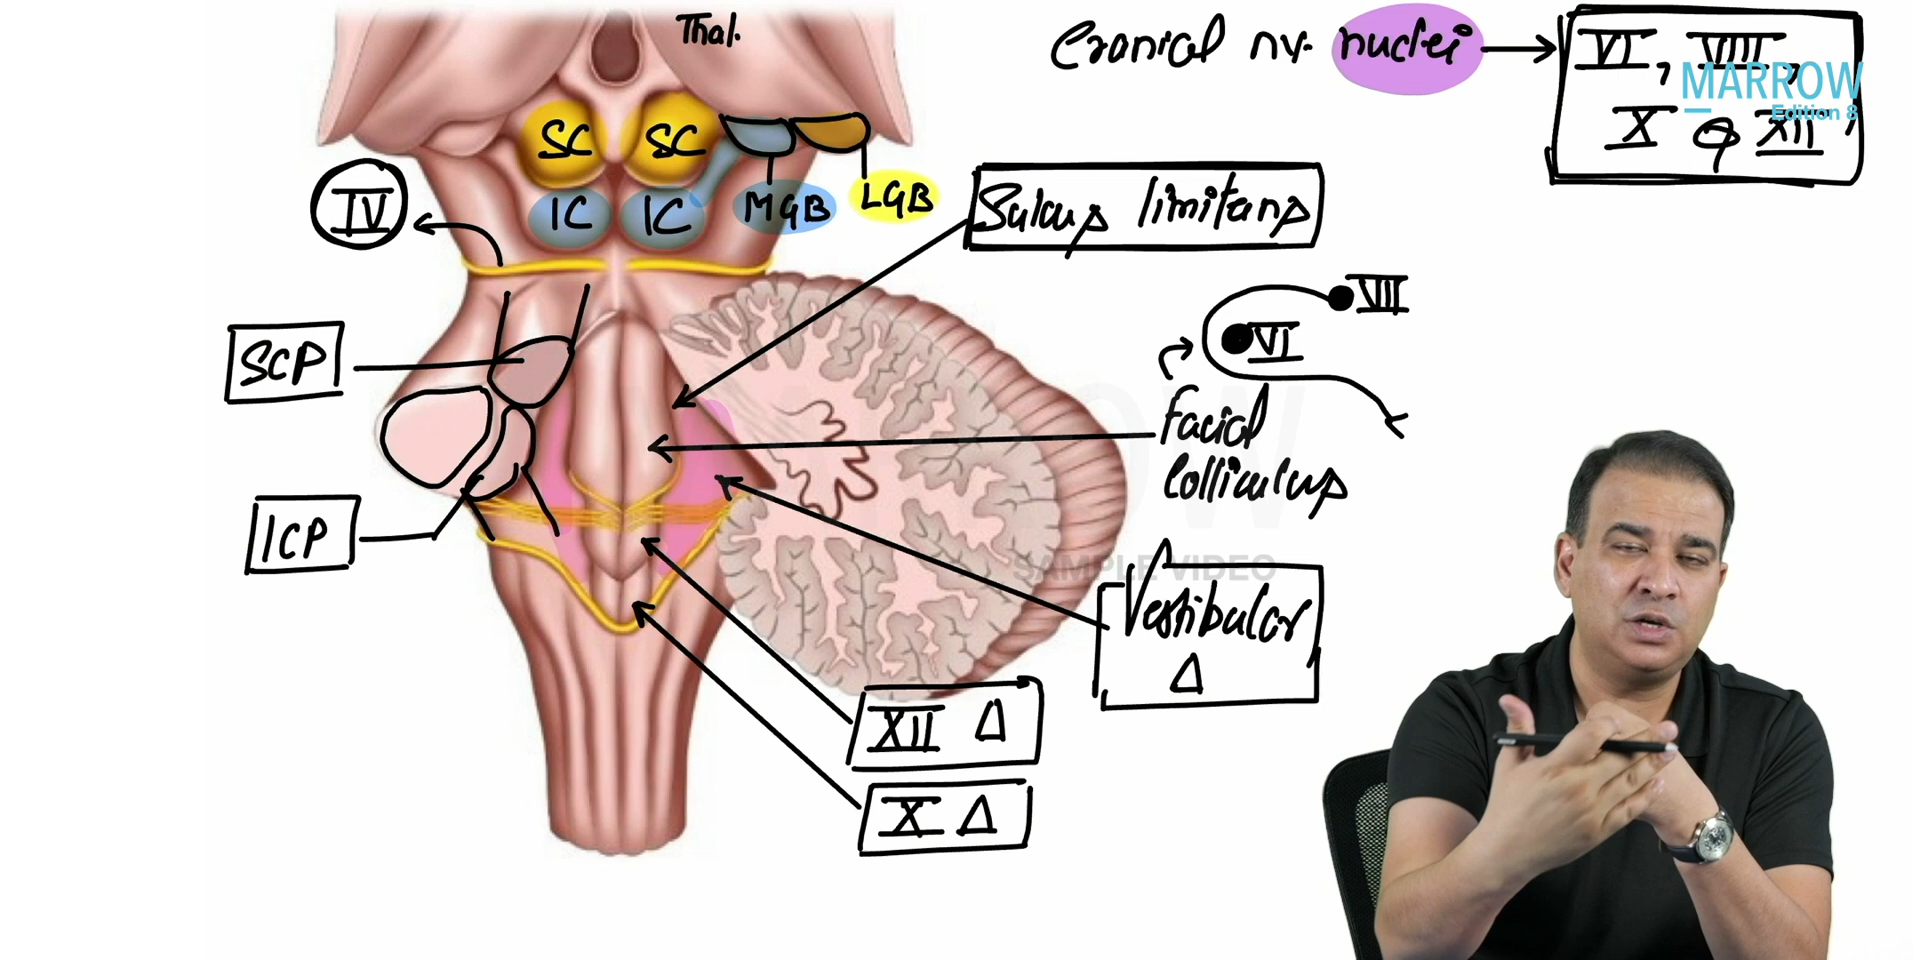 Thal.
Cranial nv. nuclei
VI, VIII,
X & XII
MARROW
Edition 8
SC SC
IC IC MGB LGB
IV
Sulcus limitans
VII
VI
SCP
Facial
Colliculus
ICP
SAMPLE VIDEO
Vestibular
Δ
XII Δ
X Δ